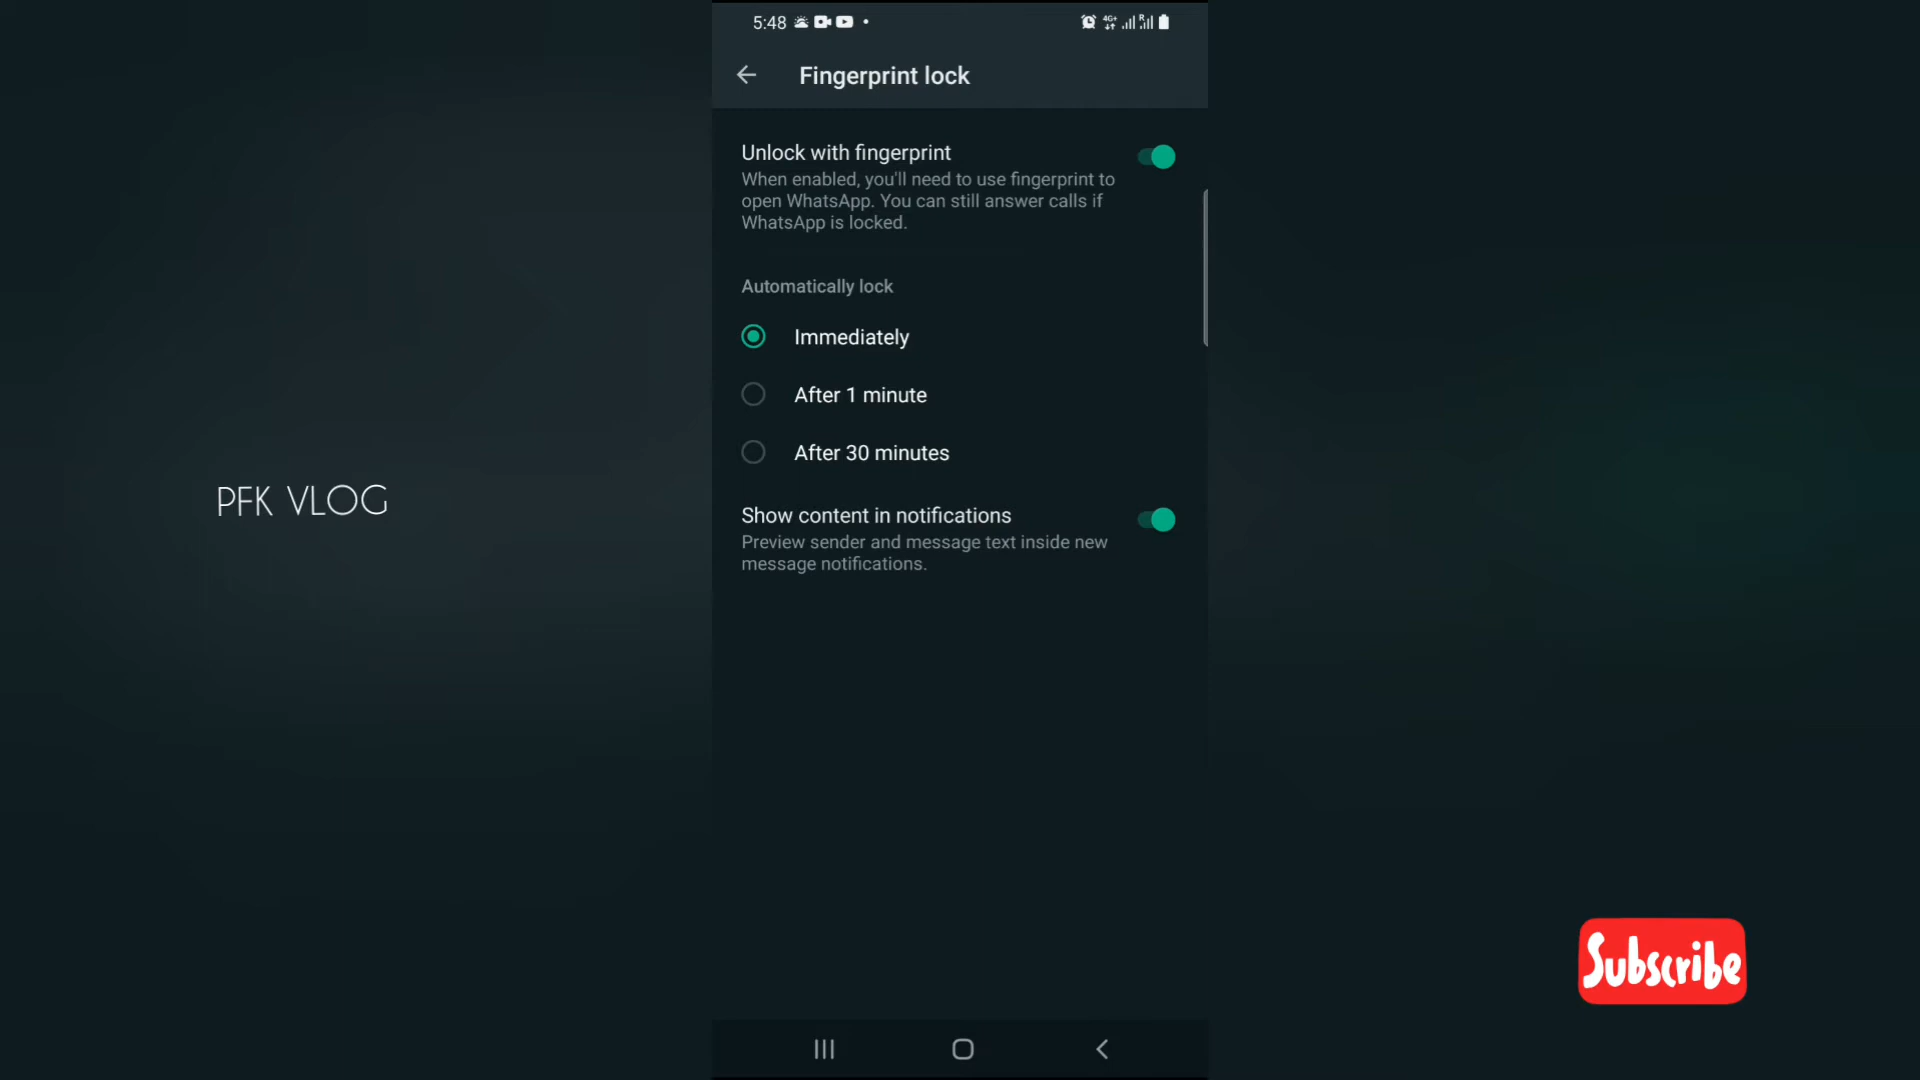 5:48
4G+
R
Fingerprint lock
Unlock with fingerprint
When enabled, you'll need to use fingerprint to
open WhatsApp. You can still answer calls if
WhatsApp is locked.
Automatically lock
Immediately
After 1 minute
After 30 minutes
PFK VLOG
Show content in notifications
Preview sender and message text inside new
message notifications.
Subscribe